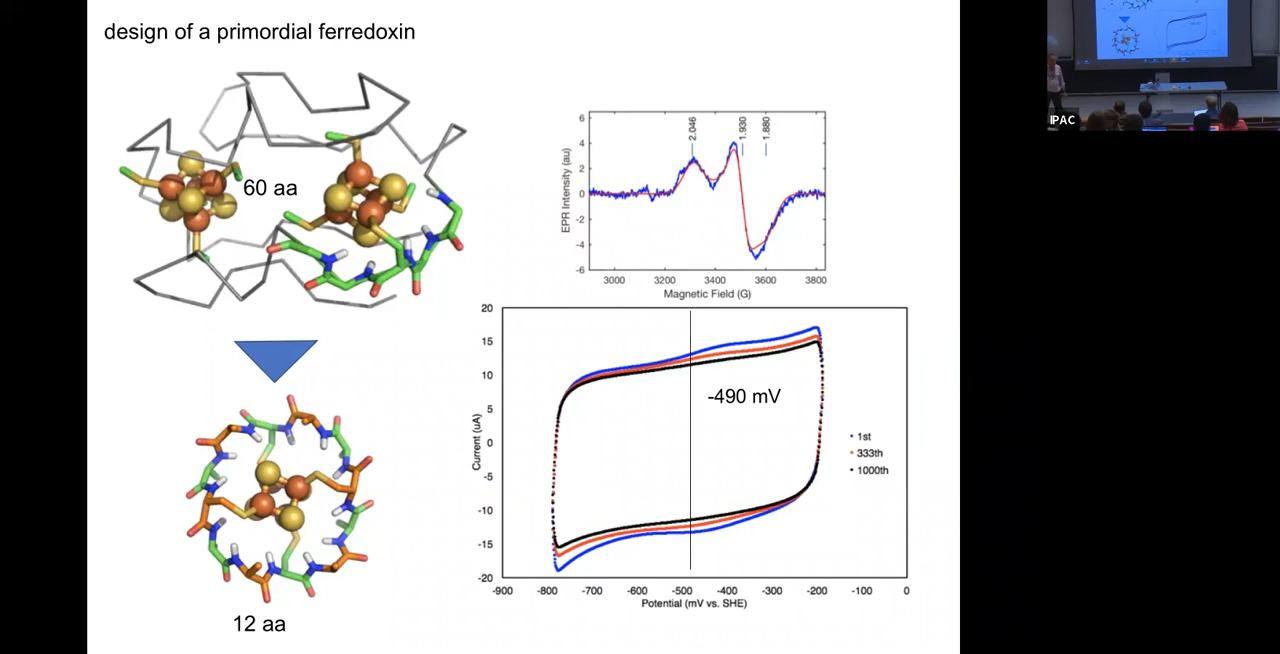 design of a primordial ferredoxin
60 aa
12 aa
EPR Intensity (au)
6
4
2
0
-2
-4
-6
2.046
1.930
1.880
3000 3200 3400 3600 3800
Magnetic Field (G)
Current (uA)
20
15
10
5
0
-5
-10
-15
-20
-490 mV
1st
333th
1000th
-900 -800 -700 -600 -500 -400 -300 -200 -100 0
Potential (mV vs. SHE)
IPAC